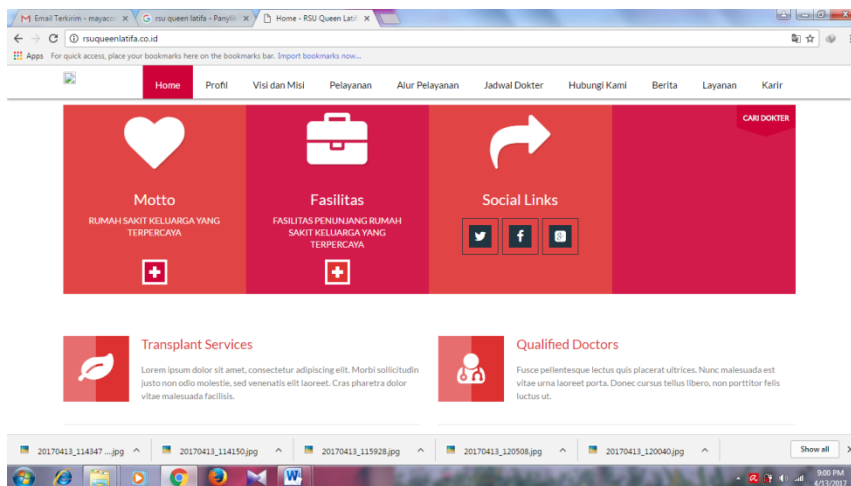 Email Terkirim - mayaco
rsu queen latifa - Panyli
Home - RSU Queen Latif
rsuqueenlatifa.co.id
Apps For quick access, place your bookmarks here on the bookmarks bar. Import bookmarks now...
Home Profil Visi dan Misi Pelayanan Alur Pelayanan Jadwal Dokter Hubungi Kami Berita Layanan Karir
CARI DOKTER
Motto
RUMAH SAKIT KELUARGA YANG
TERPERCAYA
Fasilitas
FASILITAS PENUNJANG RUMAH
SAKIT KELUARGA YANG
TERPERCAYA
Social Links
Transplant Services
Lorem ipsum dolor sit amet, consectetur adipiscing elit. Morbi sollicitudin
justo non odio molestie, sed venenatis elit laoreet. Cras pharetra dolor
vitae malesuada facilisis.
Qualified Doctors
Fusce pellentesque lectus quis placerat ultrices. Nunc malesuada est
vitae urna laoreet porta. Donec cursus tellus libero, non porttitor felis
luctus ut.
20170413_114347 ....jpg
20170413_114150.jpg
20170413_115928.jpg
20170413_120508.jpg
20170413_120040.jpg
Show all
9:00 PM
4/13/2017